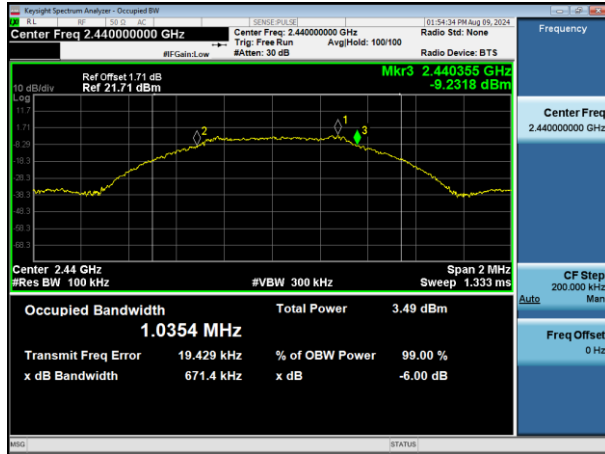 Keysight Spectrum Analyzer - Occupied BW
RL RF 50 Ω AC SENSE:PULSE 01:54:34 PM Aug 09, 2024
Center Freq 2.440000000 GHz Center Freq: 2.440000000 GHz Radio Std: None
Trig: Free Run Avg|Hold: 100/100
#IFGain:Low #Atten: 30 dB Radio Device: BTS
Frequency
Ref Offset 1.71 dB Mkr3 2.440355 GHz
10 dB/div Ref 21.71 dBm -9.2318 dBm
Log
11.7
1.71
-8.29
-18.3
-28.3
-38.3
-48.3
-58.3
-68.3
1
2
3
Center 2.44 GHz Span 2 MHz
#Res BW 100 kHz #VBW 300 kHz Sweep 1.333 ms
Occupied Bandwidth Total Power 3.49 dBm
1.0354 MHz
Transmit Freq Error 19.429 kHz % of OBW Power 99.00 %
x dB Bandwidth 671.4 kHz x dB -6.00 dB
Center Freq
2.440000000 GHz
CF Step
200.000 kHz
Auto Man
Freq Offset
0 Hz
MSG STATUS